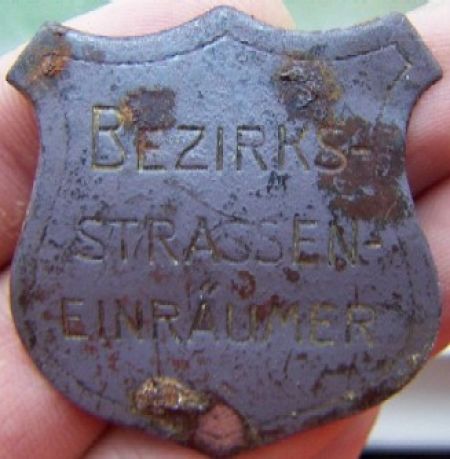 BEZIRKS-
STRASSEN-
EINRÄUMER